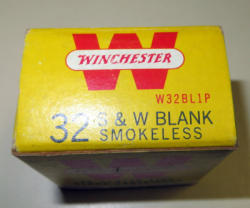 W
WINCHESTER
W32BL1P
32 S & W BLANK
SMOKELESS